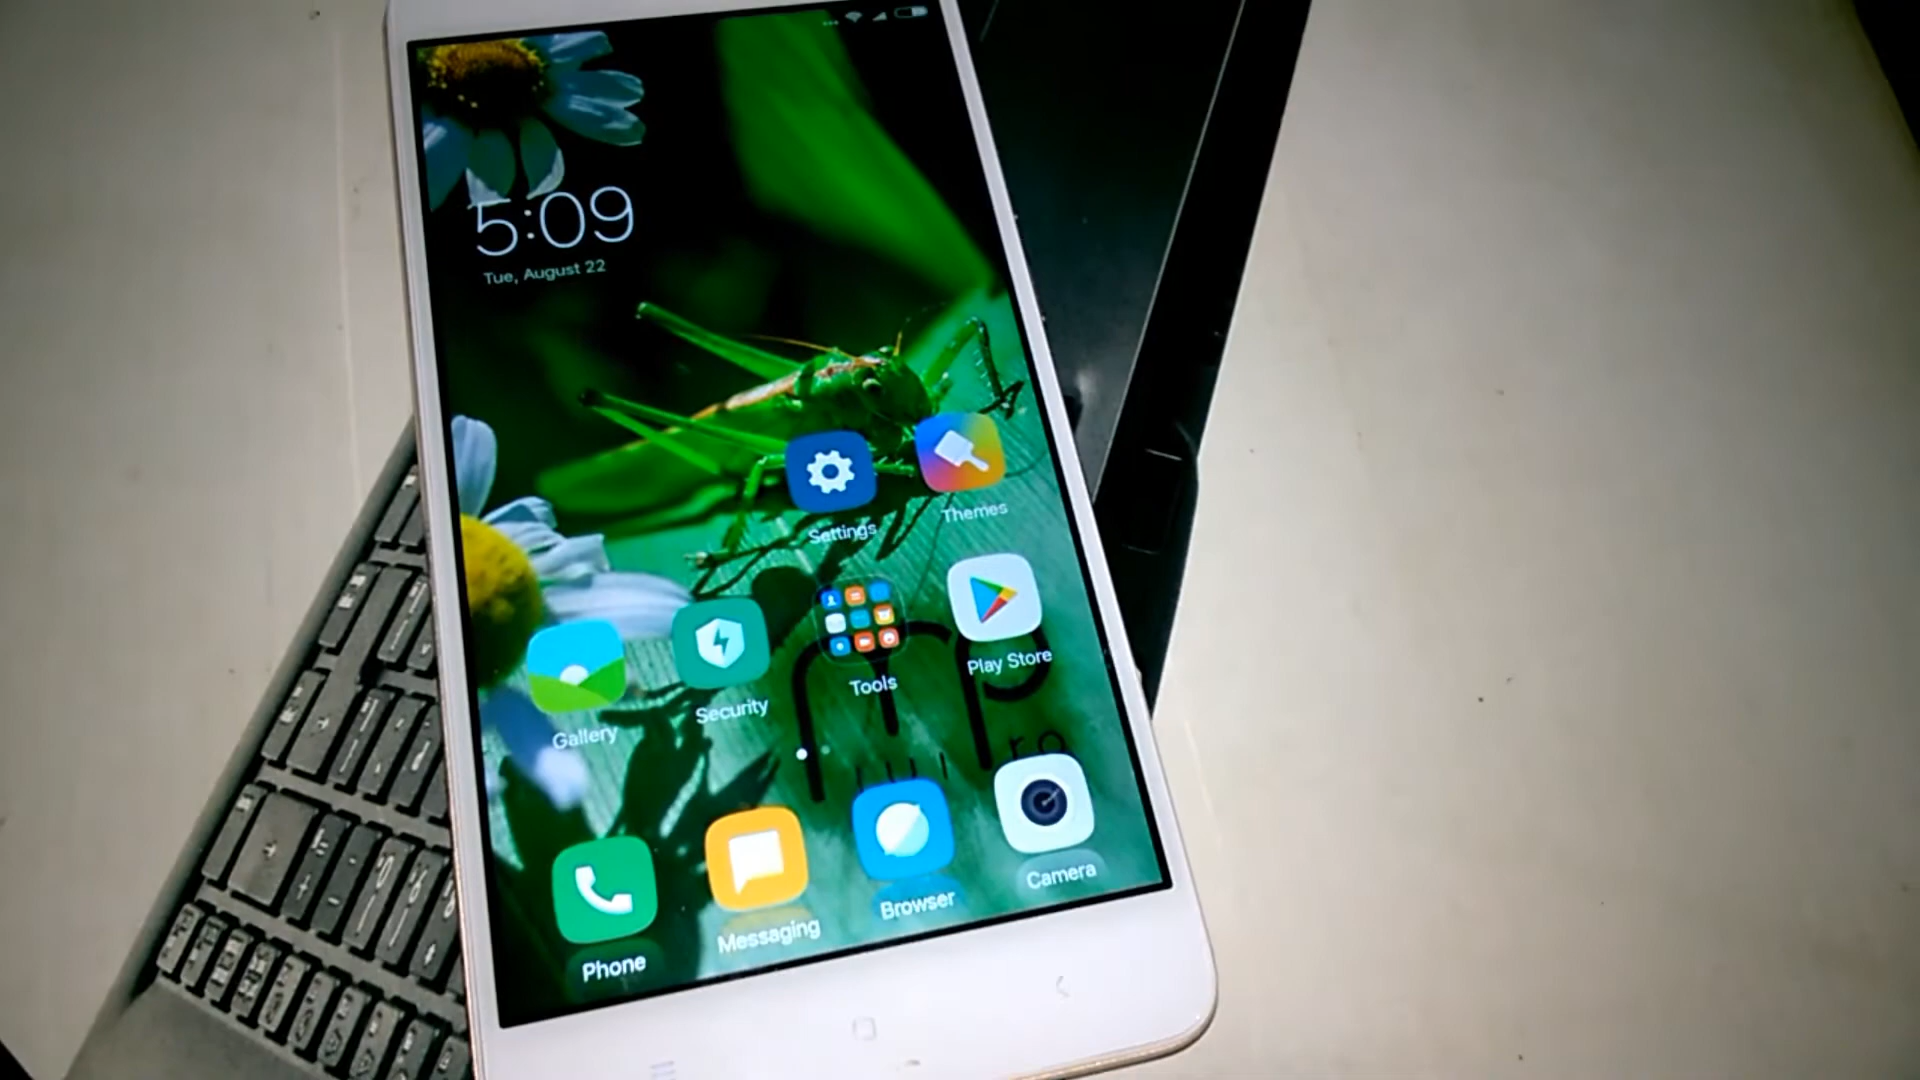 5:09
Tue, August 22
Settings
Themes
Gallery
Security
Tools
Play Store
Phone
Messaging
Browser
Camera